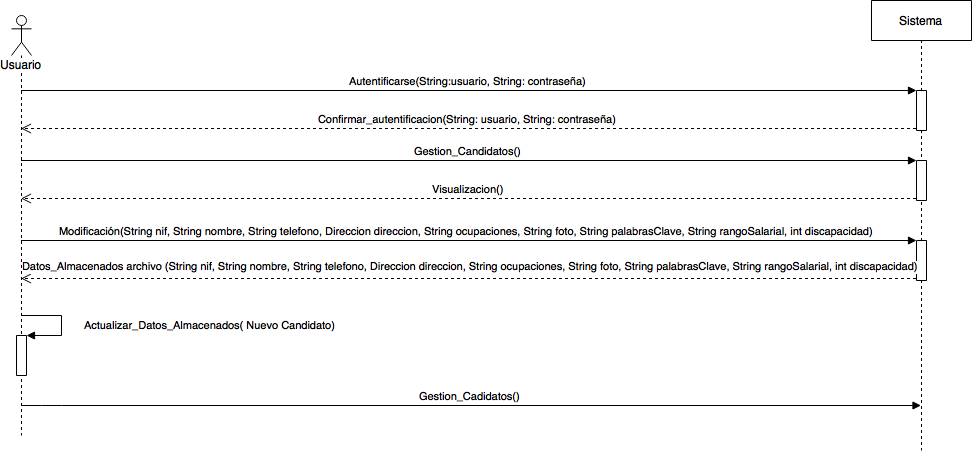 Sistema
Usuario
Autentificarse(String:usuario, String: contraseña)
Confirmar_autentificacion(String: usuario, String: contraseña)
Gestion_Candidatos()
Visualizacion()
Modificación(String nif, String nombre, String telefono, Direccion direccion, String ocupaciones, String foto, String palabrasClave, String rangoSalarial, int discapacidad)
Datos_Almacenados archivo (String nif, String nombre, String telefono, Direccion direccion, String ocupaciones, String foto, String palabrasClave, String rangoSalarial, int discapacidad)
Actualizar_Datos_Almacenados( Nuevo Candidato)
Gestion_Cadidatos()